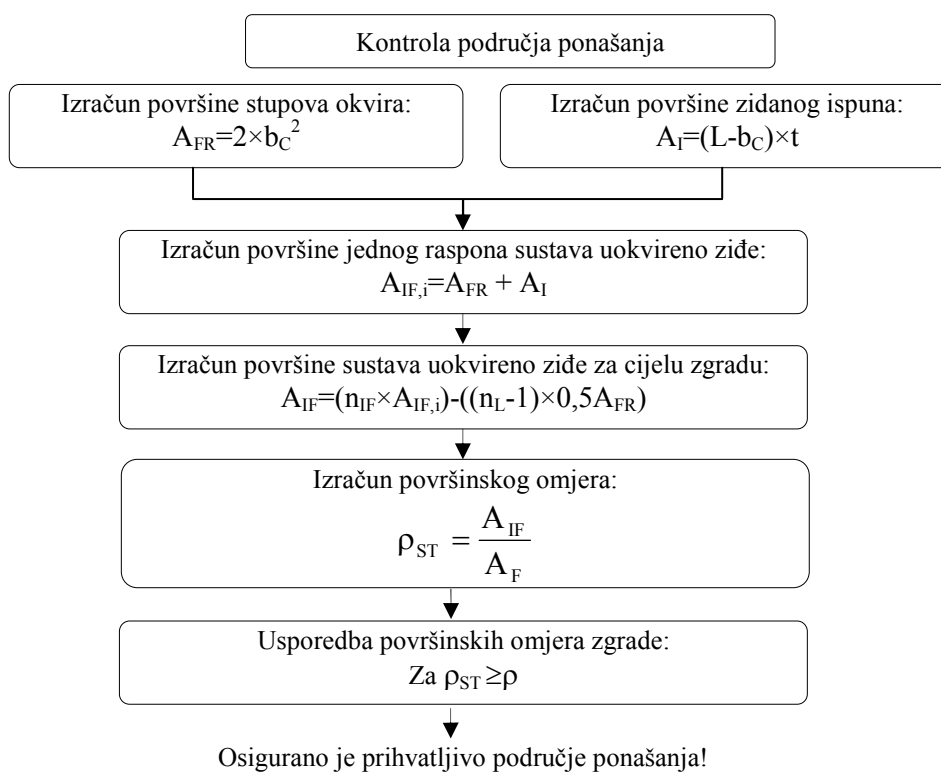 Kontrola područja ponašanja
Izračun površine stupova okvira:
A_FR=2×b_C²
Izračun površine zidanog ispuna:
A_I=(L-b_C)×t
Izračun površine jednog raspona sustava uokvireno ziđe:
A_IF,i=A_FR + A_I
Izračun površine sustava uokvireno ziđe za cijelu zgradu:
A_IF=(n_IF×A_IF,i)-((n_L-1)×0,5A_FR)
Izračun površinskog omjera:
ρ_ST = A_IF / A_F
Usporedba površinskih omjera zgrade:
Za ρ_ST ≥ρ
Osigurano je prihvatljivo područje ponašanja!